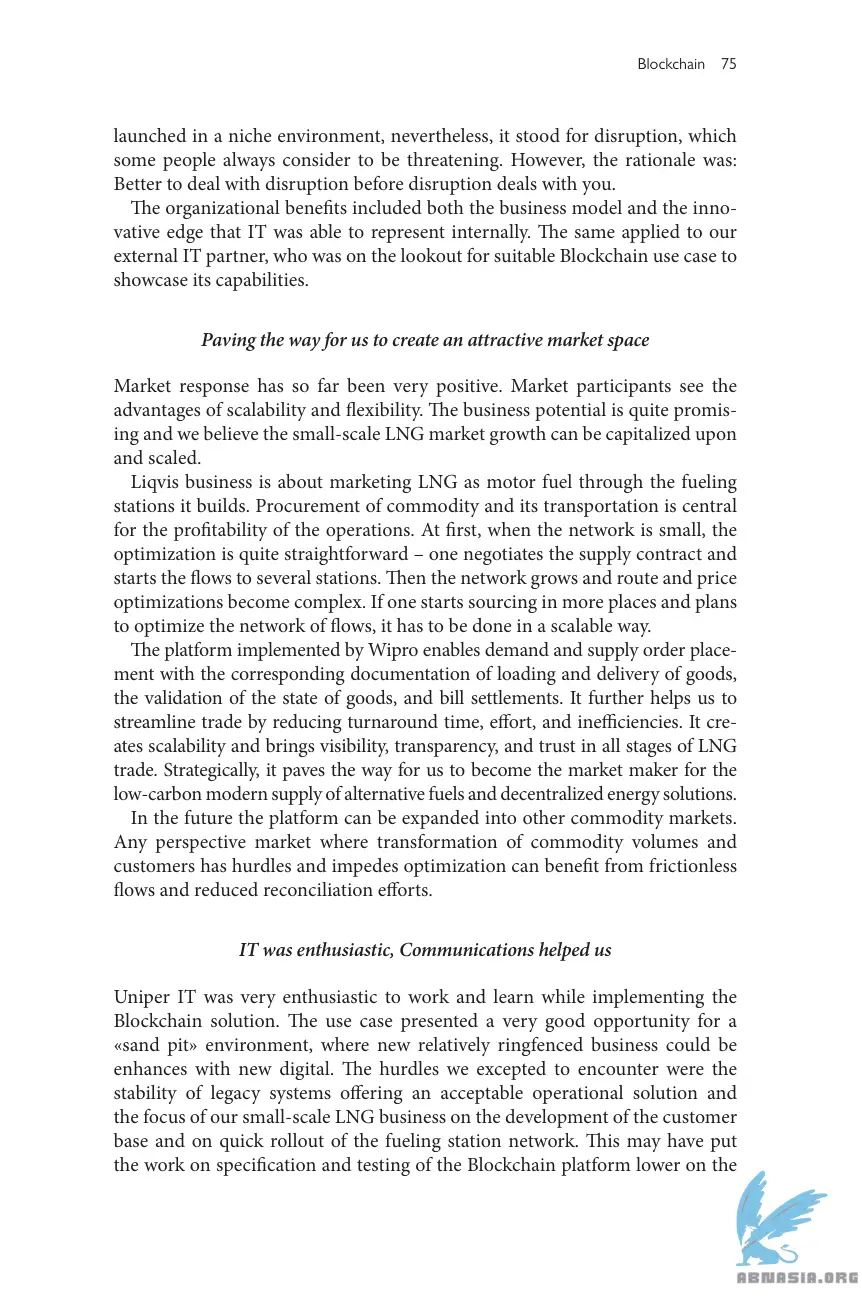 Blockchain 75
launched in a niche environment, nevertheless, it stood for disruption, which
some people always consider to be threatening. However, the rationale was:
Better to deal with disruption before disruption deals with you.
The organizational benefits included both the business model and the inno-
vative edge that IT was able to represent internally. The same applied to our
external IT partner, who was on the lookout for suitable Blockchain use case to
showcase its capabilities.
Paving the way for us to create an attractive market space
Market response has so far been very positive. Market participants see the
advantages of scalability and flexibility. The business potential is quite promis-
ing and we believe the small-scale LNG market growth can be capitalized upon
and scaled.
Liqvis business is about marketing LNG as motor fuel through the fueling
stations it builds. Procurement of commodity and its transportation is central
for the profitability of the operations. At first, when the network is small, the
optimization is quite straightforward – one negotiates the supply contract and
starts the flows to several stations. Then the network grows and route and price
optimizations become complex. If one starts sourcing in more places and plans
to optimize the network of flows, it has to be done in a scalable way.
The platform implemented by Wipro enables demand and supply order place-
ment with the corresponding documentation of loading and delivery of goods,
the validation of the state of goods, and bill settlements. It further helps us to
streamline trade by reducing turnaround time, effort, and inefficiencies. It cre-
ates scalability and brings visibility, transparency, and trust in all stages of LNG
trade. Strategically, it paves the way for us to become the market maker for the
low-carbon modern supply of alternative fuels and decentralized energy solutions.
In the future the platform can be expanded into other commodity markets.
Any perspective market where transformation of commodity volumes and
customers has hurdles and impedes optimization can benefit from frictionless
flows and reduced reconciliation efforts.
IT was enthusiastic, Communications helped us
Uniper IT was very enthusiastic to work and learn while implementing the
Blockchain solution. The use case presented a very good opportunity for a
«sand pit» environment, where new relatively ringfenced business could be
enhances with new digital. The hurdles we excepted to encounter were the
stability of legacy systems offering an acceptable operational solution and
the focus of our small-scale LNG business on the development of the customer
base and on quick rollout of the fueling station network. This may have put
the work on specification and testing of the Blockchain platform lower on the
ABNASIA.ORG